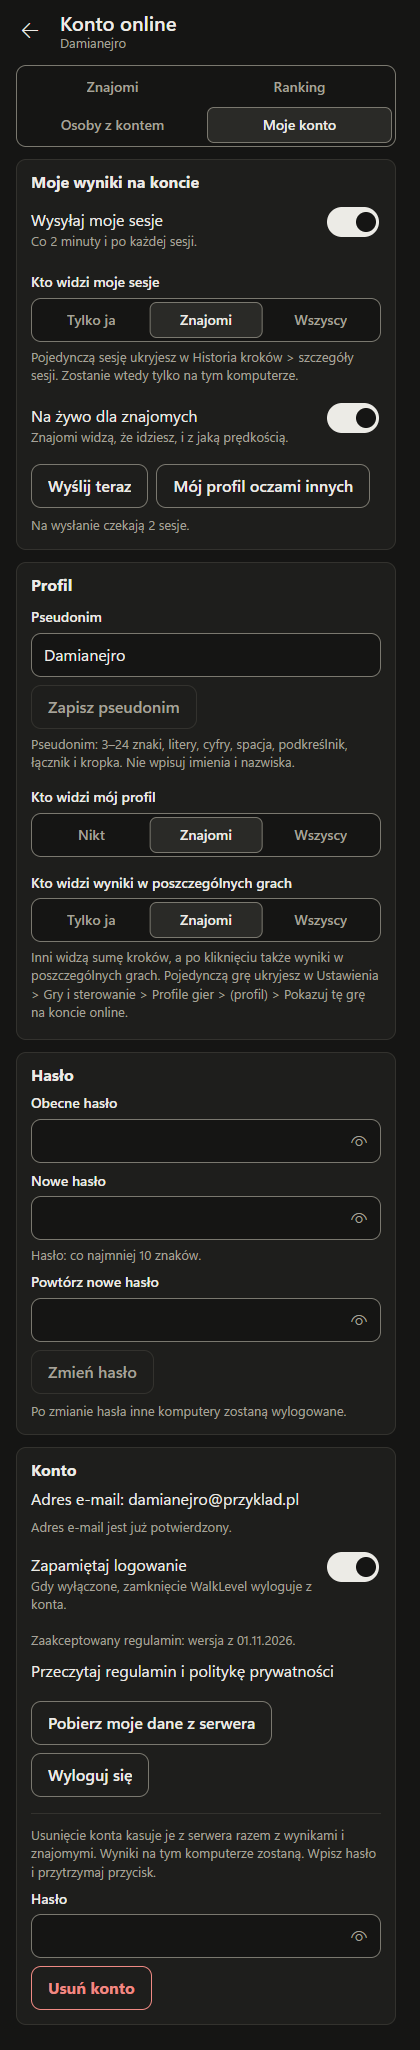 Konto online
Damianejro
Znajomi
Ranking
Osoby z kontem
Moje konto
Moje wyniki na koncie
Wysyłaj moje sesje
Co 2 minuty i po każdej sesji.
Kto widzi moje sesje
Tylko ja
Znajomi
Wszyscy
Pojedynczą sesję ukryjesz w Historia kroków > szczegóły
sesji. Zostanie wtedy tylko na tym komputerze.
Na żywo dla znajomych
Znajomi widzą, że idziesz, i z jaką prędkością.
Wyślij teraz
Mój profil oczami innych
Na wysłanie czekają 2 sesje.
Profil
Pseudonim
Damianejro
Zapisz pseudonim
Pseudonim: 3–24 znaki, litery, cyfry, spacja, podkreślnik,
łącznik i kropka. Nie wpisuj imienia i nazwiska.
Kto widzi mój profil
Nikt
Znajomi
Wszyscy
Kto widzi wyniki w poszczególnych grach
Tylko ja
Znajomi
Wszyscy
Inni widzą sumę kroków, a po kliknięciu także wyniki w
poszczególnych grach. Pojedynczą grę ukryjesz w Ustawienia
> Gry i sterowanie > Profile gier > (profil) > Pokazuj tę grę
na koncie online.
Hasło
Obecne hasło
Nowe hasło
Hasło: co najmniej 10 znaków.
Powtórz nowe hasło
Zmień hasło
Po zmianie hasła inne komputery zostaną wylogowane.
Konto
Adres e-mail: damianejro@przyklad.pl
Adres e-mail jest już potwierdzony.
Zapamiętaj logowanie
Gdy wyłączone, zamknięcie WalkLevel wyloguje z
konta.
Zaakceptowany regulamin: wersja z 01.11.2026.
Przeczytaj regulamin i politykę prywatności
Pobierz moje dane z serwera
Wyloguj się
Usunięcie konta kasuje je z serwera razem z wynikami i
znajomymi. Wyniki na tym komputerze zostaną. Wpisz hasło
i przytrzymaj przycisk.
Hasło
Usuń konto